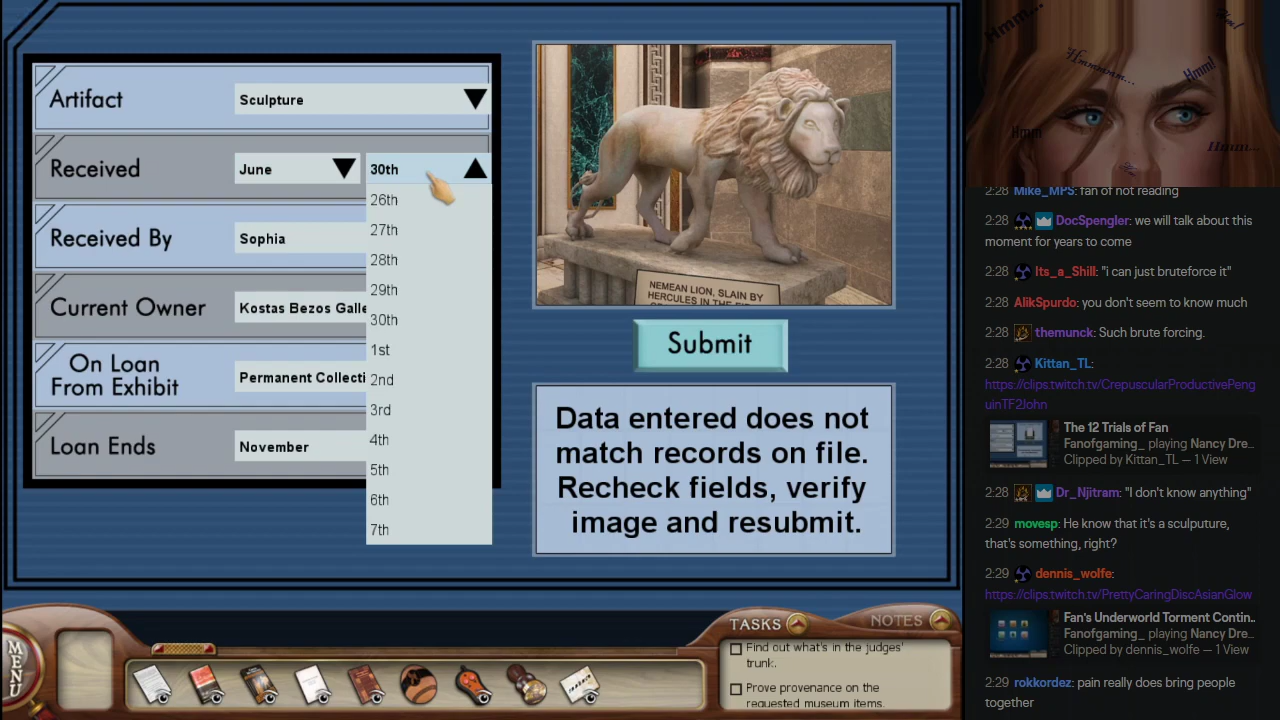 Artifact
Sculpture
Received
June
30th
26th
27th
28th
29th
30th
1st
2nd
3rd
4th
5th
6th
7th
Received By
Sophia
Current Owner
Kostas Bezos Galle
On Loan
From Exhibit
Permanent Collecti
Loan Ends
November
NEMEAN LION, SLAIN BY
HERCULES IN THE
Submit
Data entered does not
match records on file.
Recheck fields, verify
image and resubmit.
MENU
TASKS
NOTES
Find out what's in the judges'
trunk.
Prove provenance on the
requested museum items.
Hmm...
Hm!
Hmmmmm...
Hmm!
Hmm
Hmm...
2:28 Mike_MPS: fan of not reading
2:28 DocSpengler: we will talk about this
moment for years to come
2:28 Its_a_Shill: "i can just bruteforce it"
2:28 AlikSpurdo: you don't seem to know much
2:28 themunck: Such brute forcing.
2:28 Kittan_TL:
https://clips.twitch.tv/CrepuscularProductivePeng
uinTF2John
The 12 Trials of Fan
Fanofgaming_ playing Nancy Dre...
Clipped by Kittan_TL — 1 View
2:28 Dr_Njitram: "I don't know anything"
2:29 movesp: He know that it's a sculputure,
that's something, right?
2:29 dennis_wolfe:
https://clips.twitch.tv/PrettyCaringDiscAsianGlow
Fan's Underworld Torment Contin...
Fanofgaming_ playing Nancy Dre...
Clipped by dennis_wolfe — 1 View
2:29 rokkordez: pain really does bring people
together